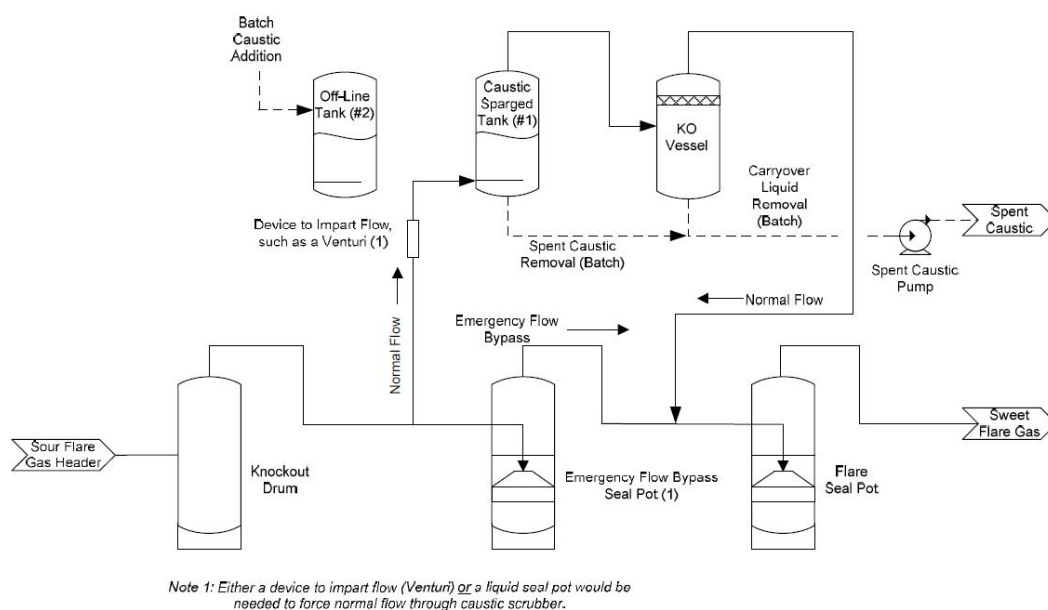 Batch
Caustic
Addition
Off-Line
Tank (#2)
Caustic
Sparged
Tank (#1)
KO
Vessel
Carryover
Liquid
Removal
(Batch)
Spent
Caustic
Device to Impart Flow,
such as a Venturi (1)
Spent Caustic
Removal (Batch)
Spent Caustic
Pump
Normal Flow
Normal Flow
Emergency Flow
Bypass
Sour Flare
Gas Header
Knockout
Drum
Emergency Flow Bypass
Seal Pot (1)
Flare
Seal Pot
Sweet
Flare Gas
Note 1: Either a device to impart flow (Venturi) or a liquid seal pot would be
needed to force normal flow through caustic scrubber.